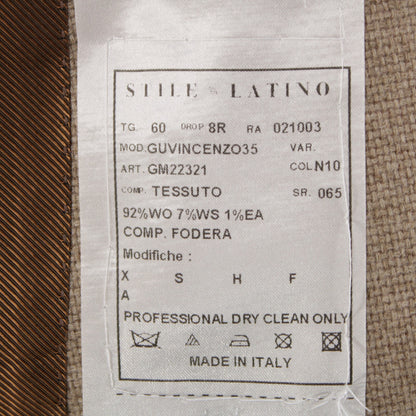 STILE LATINO
TG. 60 DROP 8R RA 021003
MOD. GUVINCENZO35 VAR.
ART. GM22321 COL. N10
COMP. TESSUTO SR. 065
92%WO 7%WS 1%EA
COMP. FODERA
Modifiche :
X S H F
A
PROFESSIONAL DRY CLEAN ONLY
MADE IN ITALY